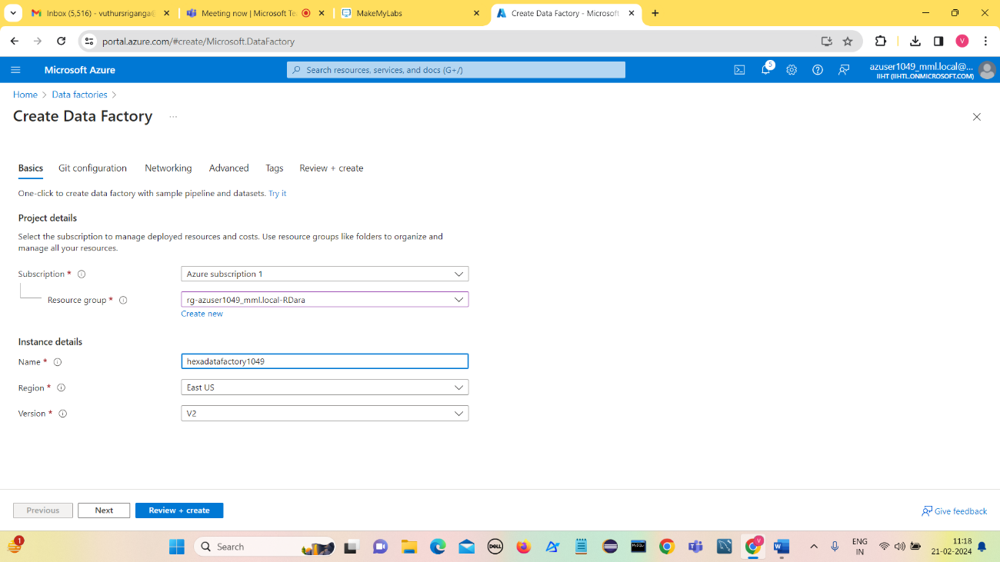 Inbox (5,516) - vuthursriganga@
Meeting now | Microsoft Te
MakeMyLabs
Create Data Factory - Microsoft
portal.azure.com/#create/Microsoft.DataFactory
V
Microsoft Azure
Search resources, services, and docs (G+/)
5
azuser1049_mml.local@...
IIHT (IIHTL.ONMICROSOFT.COM)
Home > Data factories >
Create Data Factory ...
Basics Git configuration Networking Advanced Tags Review + create
One-click to create data factory with sample pipeline and datasets. Try it
Project details
Select the subscription to manage deployed resources and costs. Use resource groups like folders to organize and
manage all your resources.
Subscription * Azure subscription 1
Resource group * rg-azuser1049_mml.local-RDara
Create new
Instance details
Name * hexadatafactory1049
Region * East US
Version * V2
Previous Next Review + create Give feedback
1
Search
DELL
MySQL
V
ENG
IN
11:18
21-02-2024